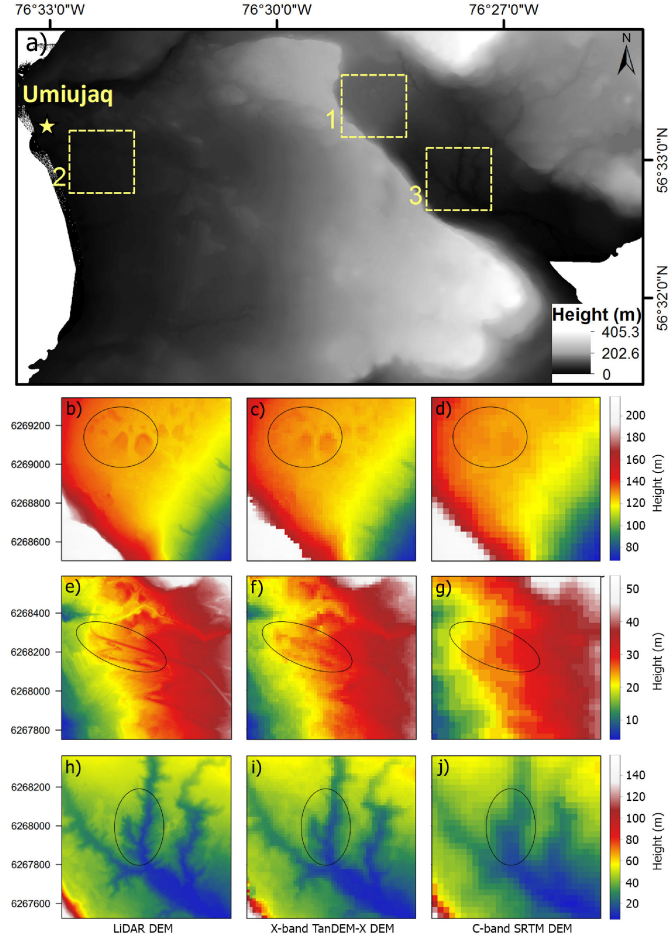 76°33'0"W 76°30'0"W 76°27'0"W
a)
N
Umiujaq
1
2
3
56°33'0"N
56°32'0"N
Height (m)
405.3
202.6
0
b) c) d)
6269200
6269000
6268800
6268600
200
180
160
140
120
100
80
Height (m)
e) f) g)
6268400
6268200
6268000
6267800
50
40
30
20
10
Height (m)
h) i) j)
6268200
6268000
6267800
6267600
140
120
100
80
60
40
20
Height (m)
LiDAR DEM X-band TanDEM-X DEM C-band SRTM DEM